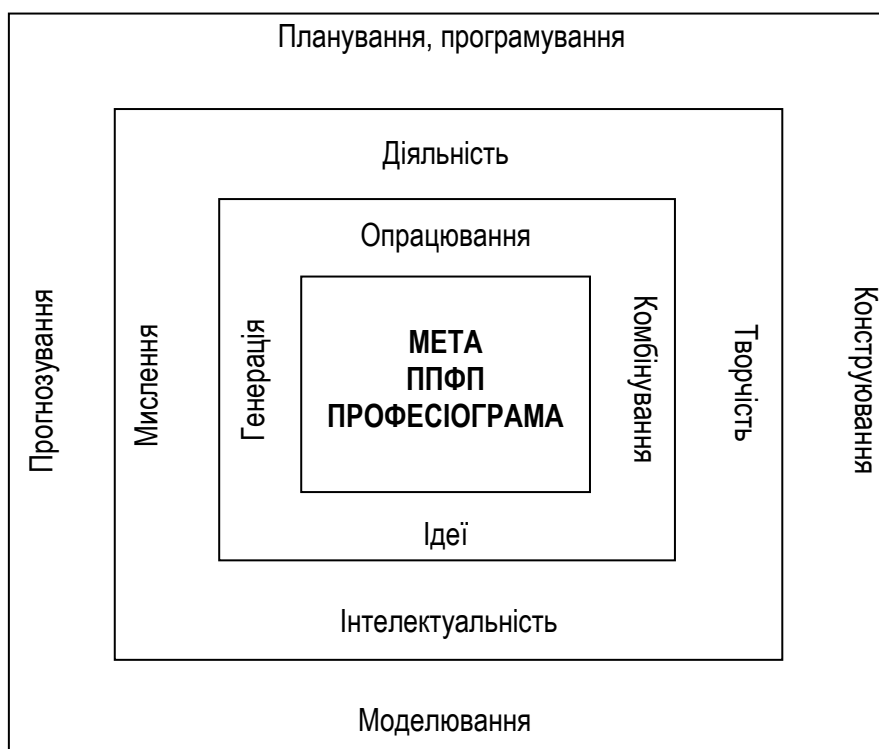 Планування, програмування
Діяльність
Опрацювання
Прогнозування
Мислення
Генерація
МЕТА
ППФП
ПРОФЕСІОГРАМА
Комбінування
Творчість
Конструювання
Ідеї
Інтелектуальність
Моделювання